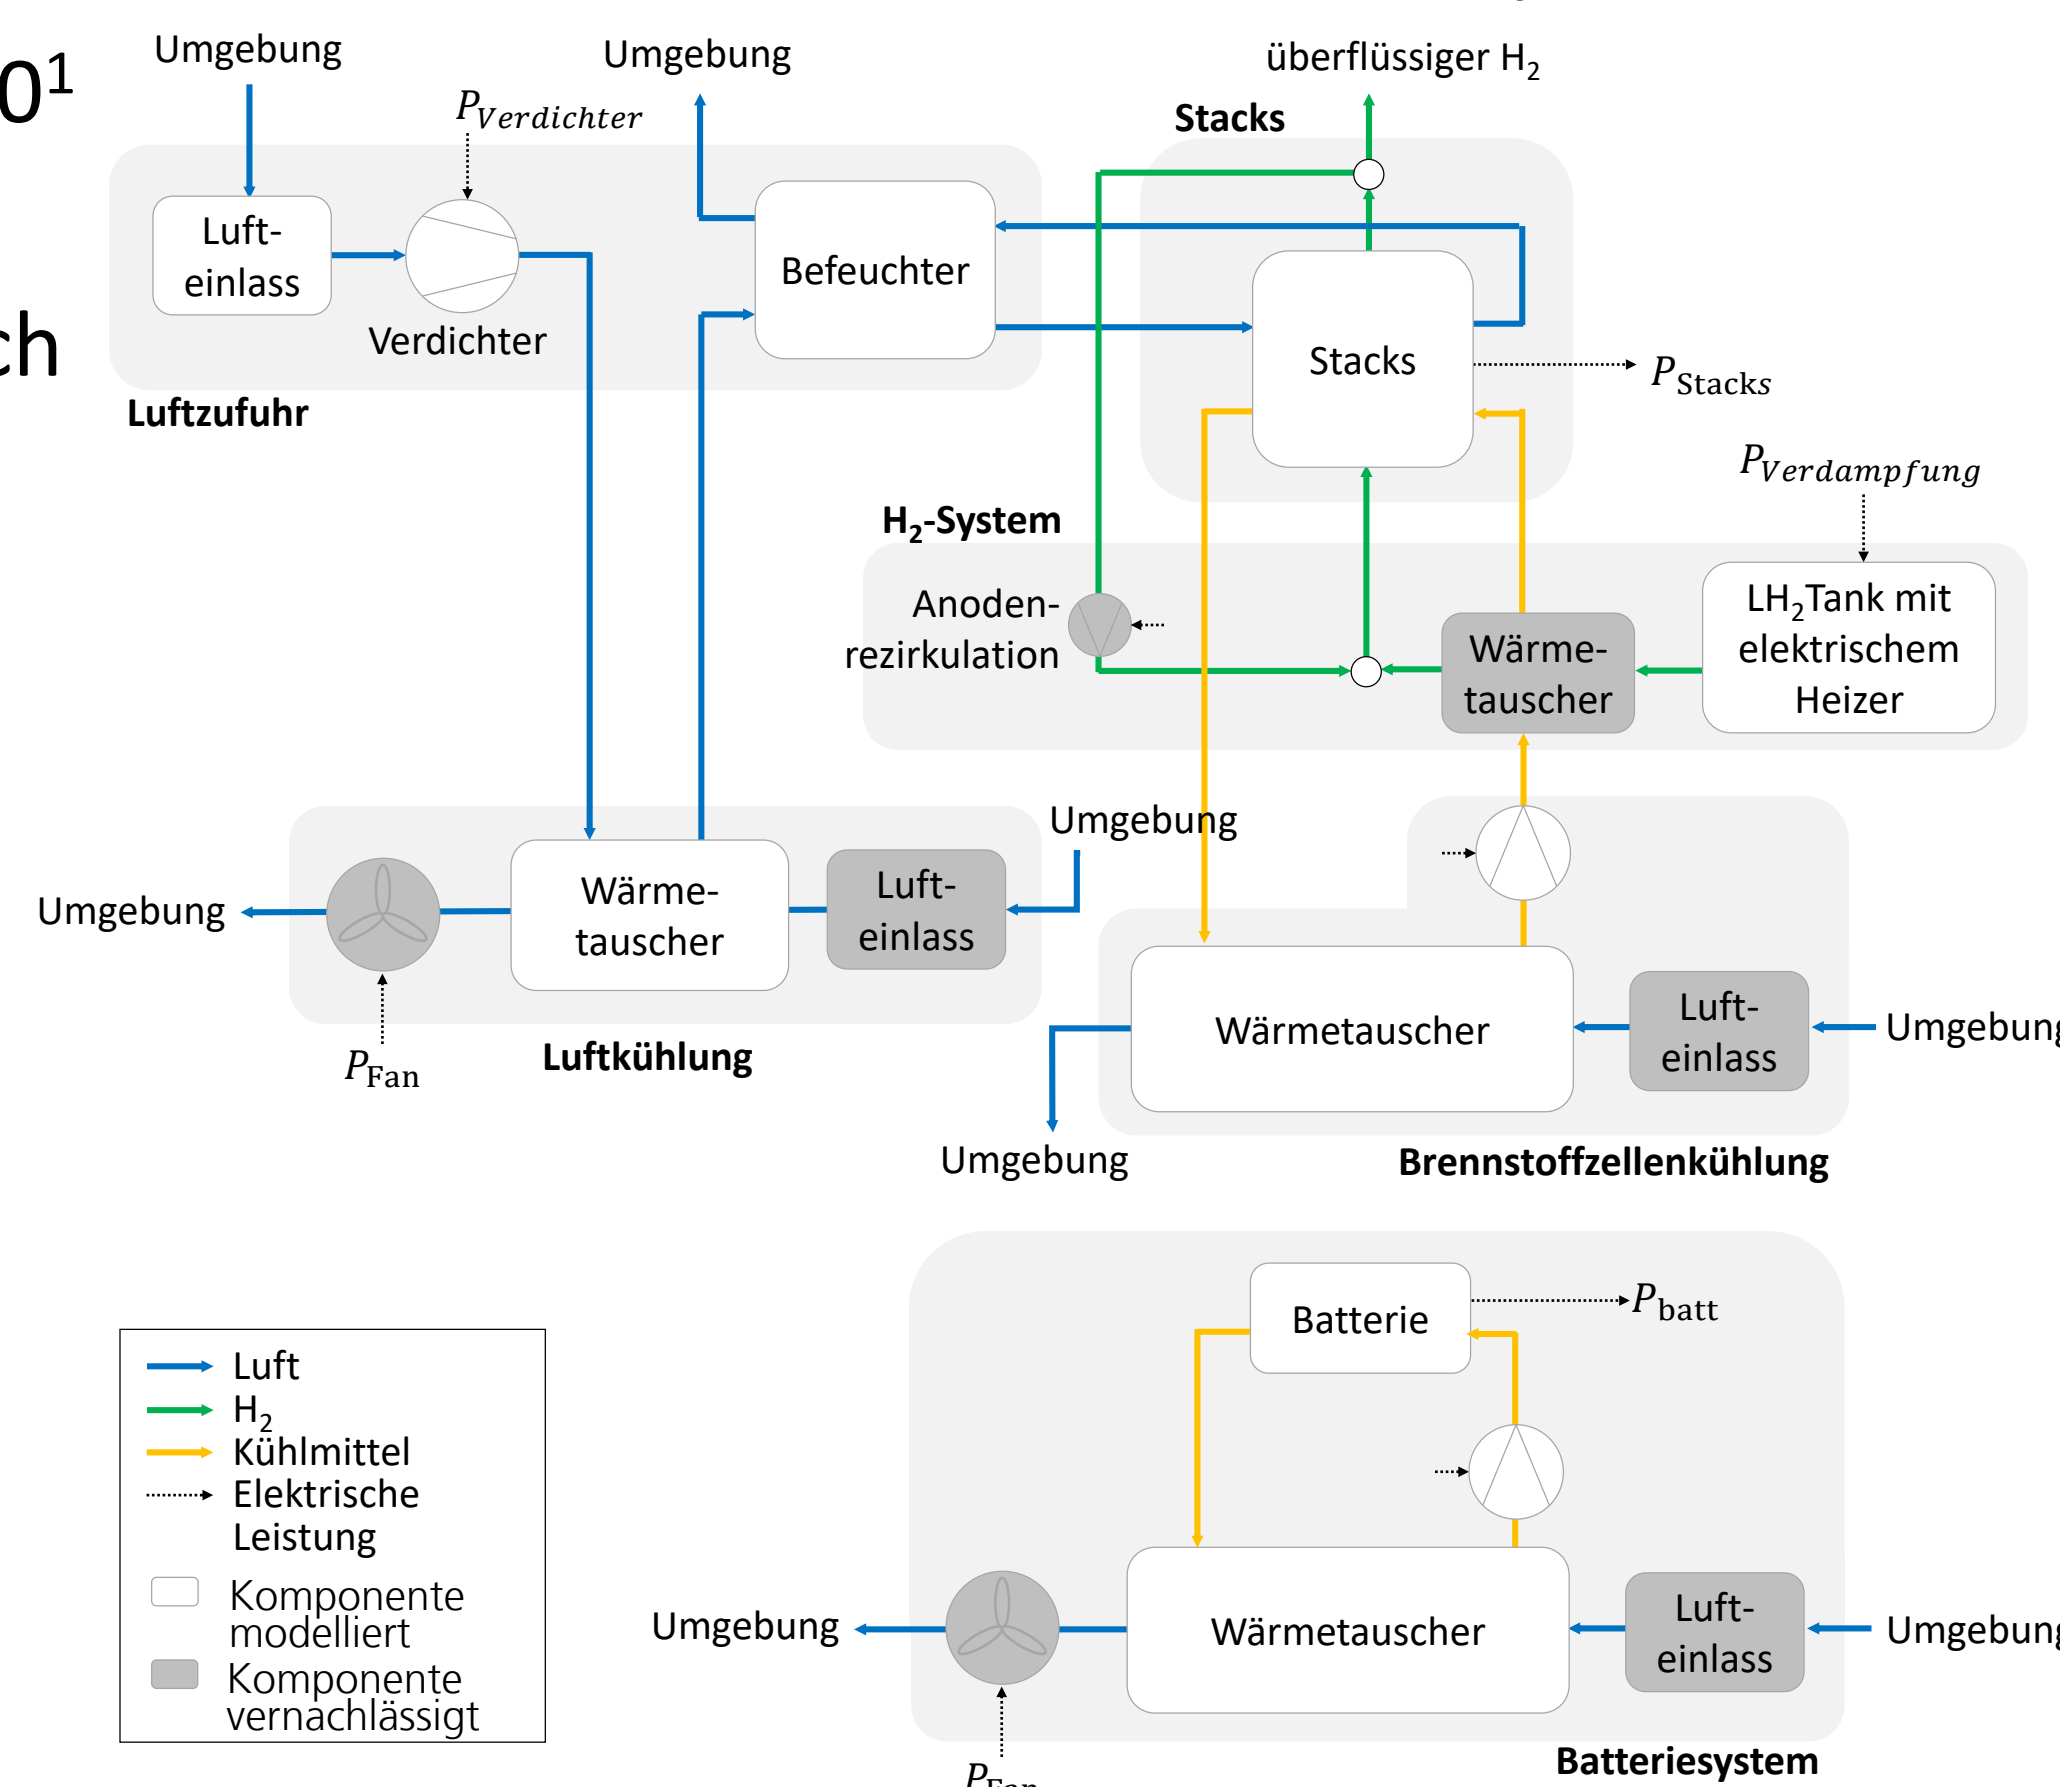 0¹
ch
Umgebung
Umgebung
überflüssiger H₂
P_Verdichter
Stacks
Luft-
einlass
Verdichter
Befeuchter
Stacks
P_Stacks
Luftzufuhr
P_Verdampfung
H₂-System
Anoden-
rezirkulation
Wärme-
tauscher
LH₂Tank mit
elektrischem
Heizer
Umgebung
Umgebung
Wärme-
tauscher
Luft-
einlass
P_Fan
Luftkühlung
Wärmetauscher
Luft-
einlass
Umgebung
Umgebung
Brennstoffzellenkühlung
Batterie
P_batt
Wärmetauscher
Luft-
einlass
Umgebung
Umgebung
P_Fan
Batteriesystem
Luft
H₂
Kühlmittel
Elektrische
Leistung
Komponente
modelliert
Komponente
vernachlässigt